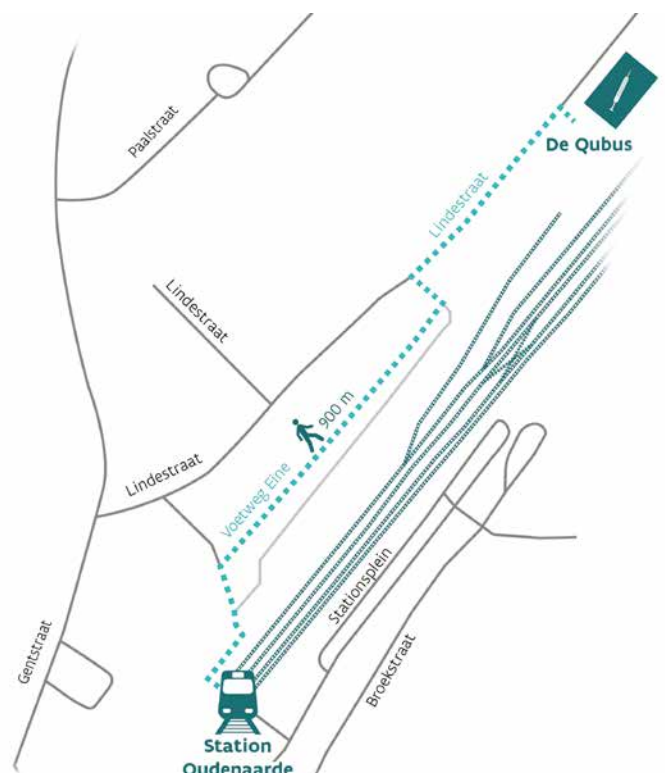 Paalstraat
De Qubus
Lindestraat
Lindestraat
900 m
Lindestraat
Voetweg Eine
Stationsplein
Gentstraat
Broekstraat
Station
Oudenaarde